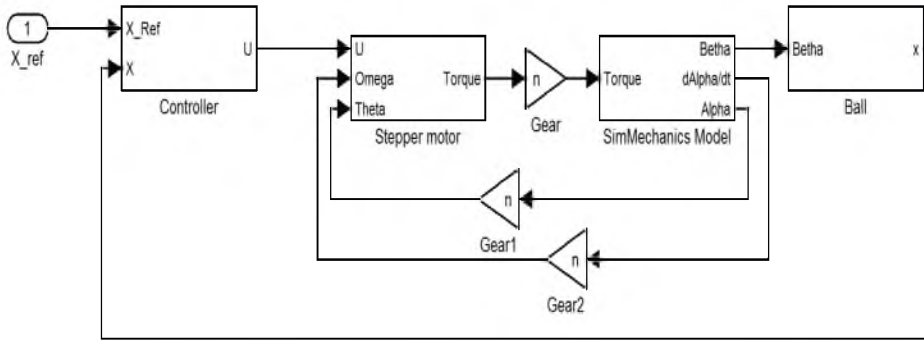 1
X_ref
X_Ref
X
U
Controller
U
Omega
Theta
Torque
Stepper motor
n
Gear
Torque
Betha
dAlpha/dt
Alpha
SimMechanics Model
Betha
x
Ball
n
Gear1
n
Gear2